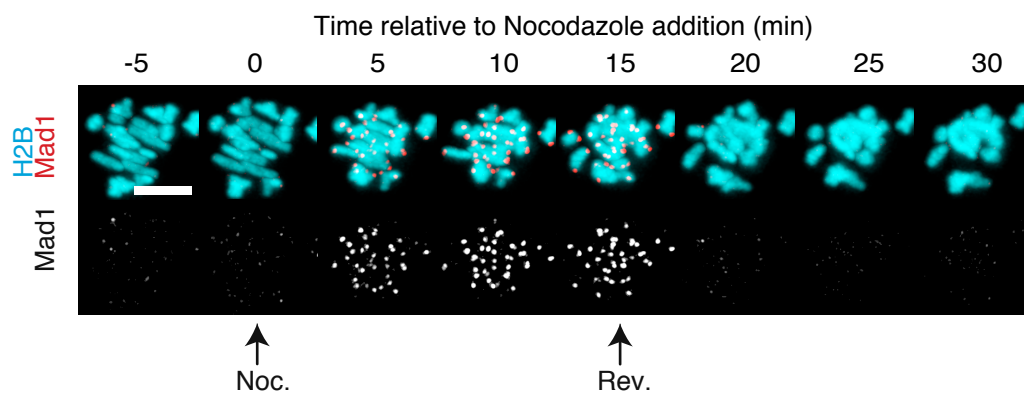 Time relative to Nocodazole addition (min)
-5 0 5 10 15 20 25 30
H2B
Mad1
Mad1
Noc. Rev.